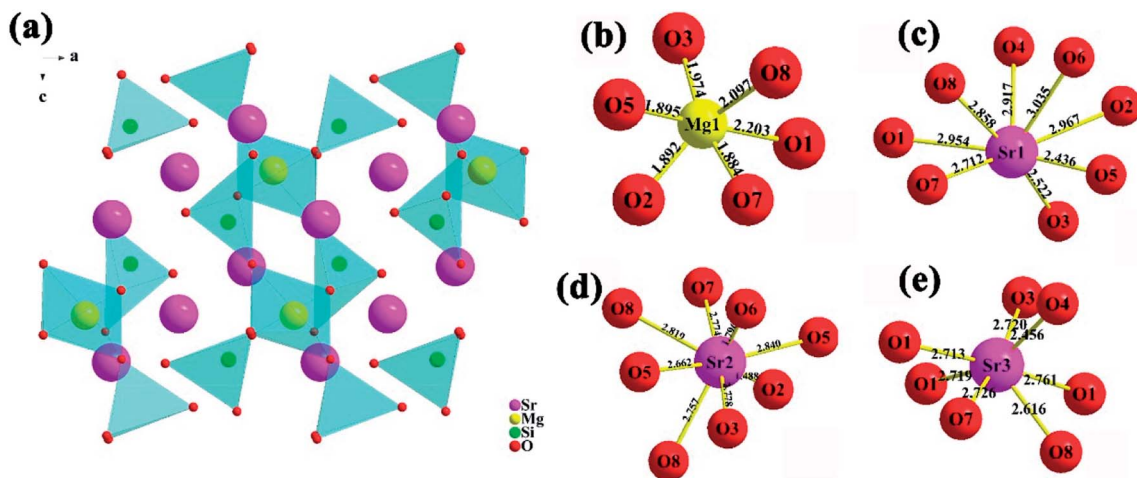 (a)
a
c
Sr
Mg
Si
O
(b)
O3
O8
O5
Mg1
O1
O2
O7
1.974
2.097
1.895
2.203
1.892
1.884
(c)
O4
O6
O8
O2
O1
Sr1
O5
O7
O3
2.917
3.035
2.858
2.967
2.954
2.436
2.712
2.522
(d)
O7
O6
O8
O5
Sr2
O5
O2
O3
O8
2.774
2.819
2.840
2.662
2.757
(e)
O3
O4
O1
Sr3
O1
O1
O7
O8
2.720
2.456
2.713
2.719
2.761
2.726
2.616